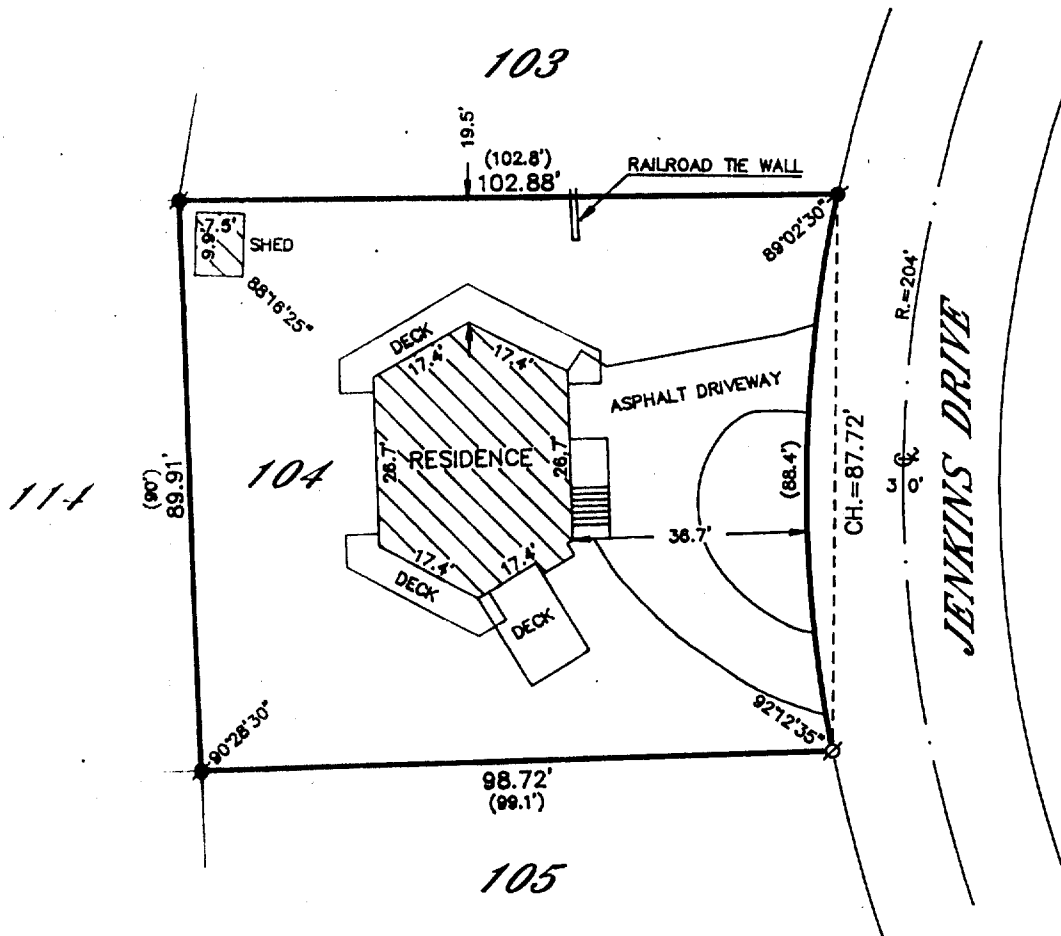 103
19.5'
(102.8')
102.88'
RAILROAD TIE WALL
7.5'
9.9'
SHED
88°16'25"
89°02'30"
R.=204'
DECK
17.4'
17.4'
ASPHALT DRIVEWAY
JENKINS DRIVE
114
(90')
89.91'
104
26.7'
RESIDENCE
26.7'
(88.4')
CH.=87.72'
36.7'
17.4'
17.4'
DECK
DECK
90°28'30"
92°12'35"
98.72'
(99.1')
105